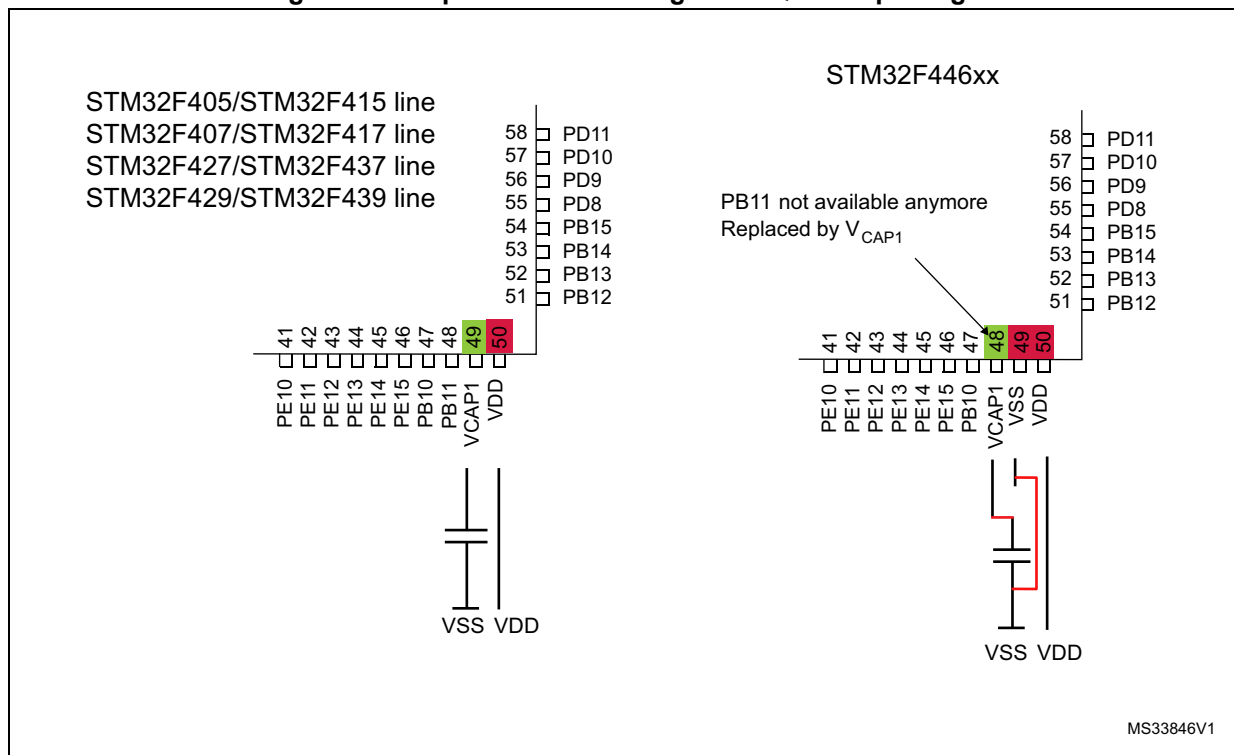 STM32F405/STM32F415 line
STM32F407/STM32F417 line
STM32F427/STM32F437 line
STM32F429/STM32F439 line
58 PD11
57 PD10
56 PD9
55 PD8
54 PB15
53 PB14
52 PB13
51 PB12
41 42 43 44 45 46 47 48 49 50
PE10 PE11 PE12 PE13 PE14 PE15 PB10 PB11 VCAP1 VDD
VSS VDD
STM32F446xx
PB11 not available anymore
Replaced by VCAP1
58 PD11
57 PD10
56 PD9
55 PD8
54 PB15
53 PB14
52 PB13
51 PB12
41 42 43 44 45 46 47 48 49 50
PE10 PE11 PE12 PE13 PE14 PE15 PB10 VCAP1 VSS VDD
VSS VDD
MS33846V1